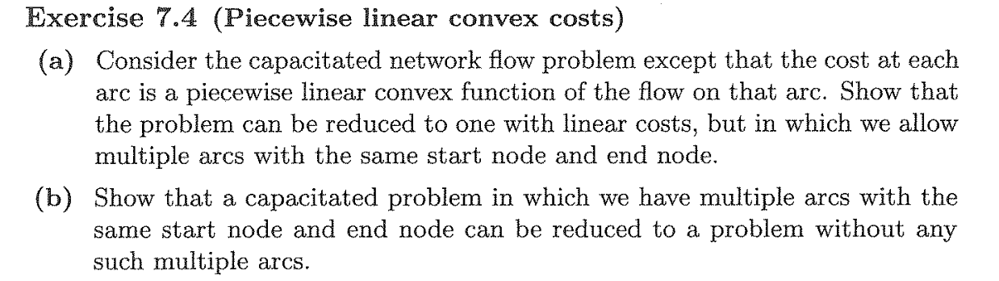 Exercise 7.4 (Piecewise linear convex costs)
(a) Consider the capacitated network flow problem except that the cost at each
arc is a piecewise linear convex function of the flow on that arc. Show that
the problem can be reduced to one with linear costs, but in which we allow
multiple arcs with the same start node and end node.
(b) Show that a capacitated problem in which we have multiple arcs with the
same start node and end node can be reduced to a problem without any
such multiple arcs.